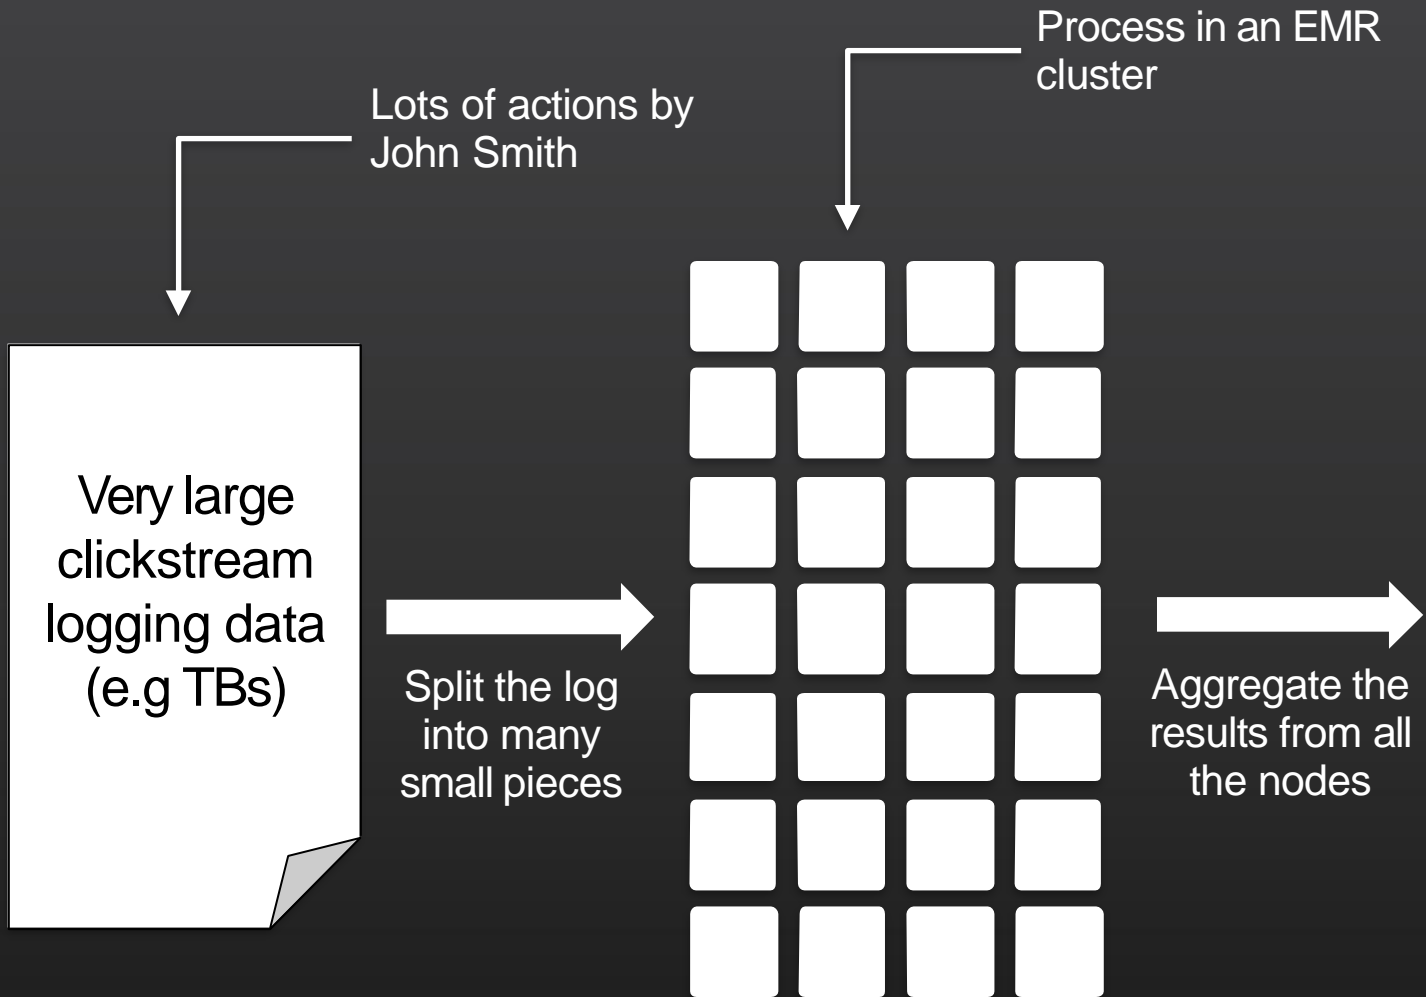 Process in an EMR
cluster
Lots of actions by
John Smith
Very large
clickstream
logging data
(e.g TBs)
Split the log
into many
small pieces
Aggregate the
results from all
the nodes